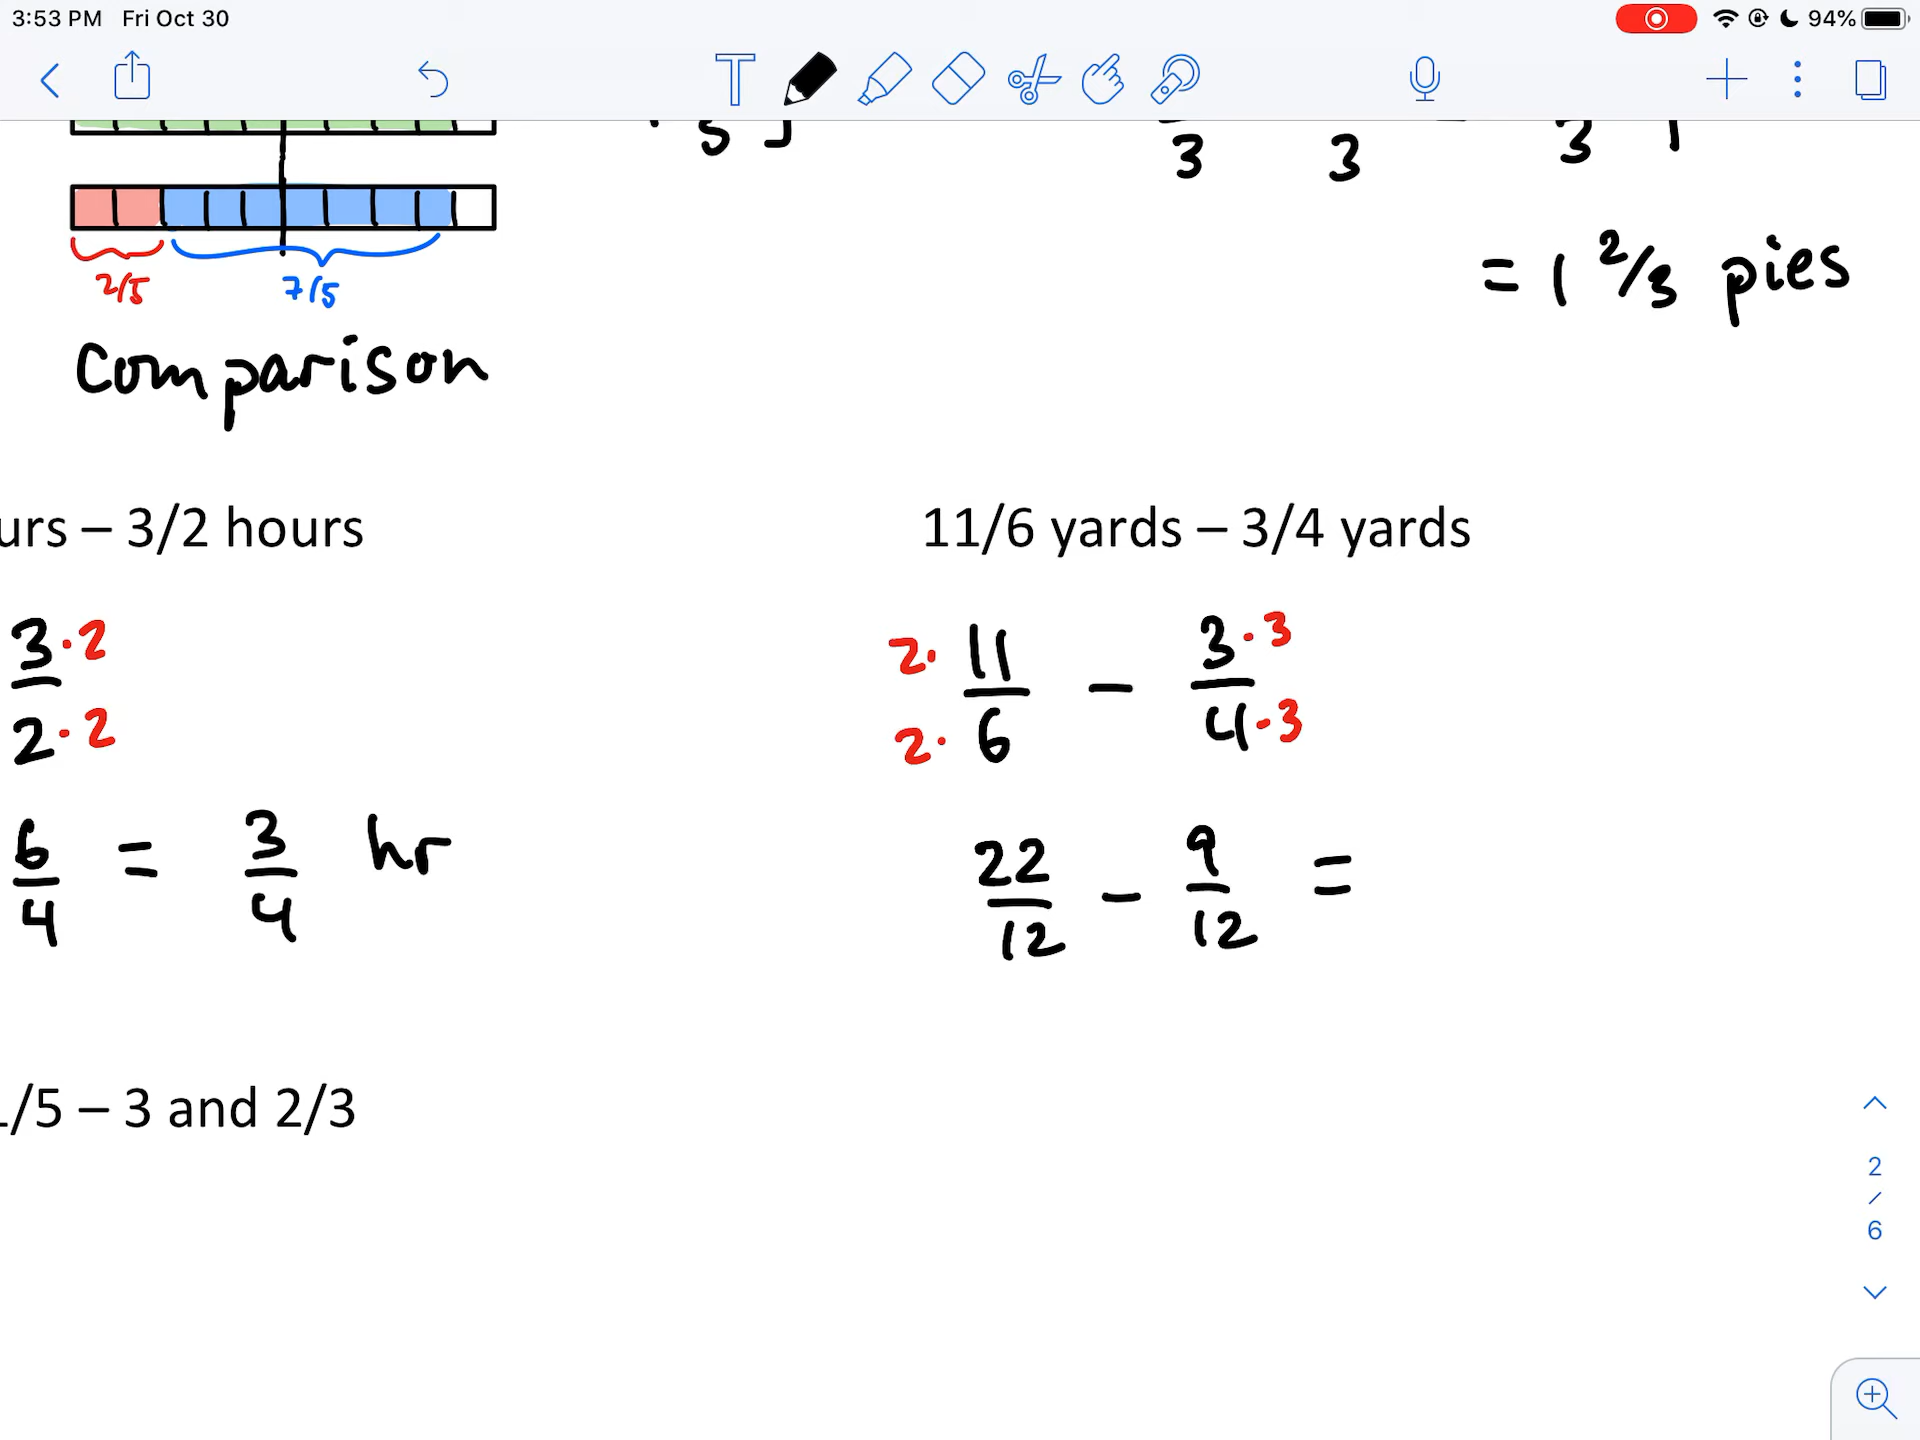 3:53 PM Fri Oct 30 94%
T
5
3 3 3
2/5 7/5
= 1 2/3 pies
Comparison
urs – 3/2 hours
3 · 2
2 · 2
6/4 = 3/4 hr
11/6 yards – 3/4 yards
2 · 11/6 – 3 · 3
2 · 4 · 3
22/12 – 9/12 =
/5 – 3 and 2/3
2
/
6